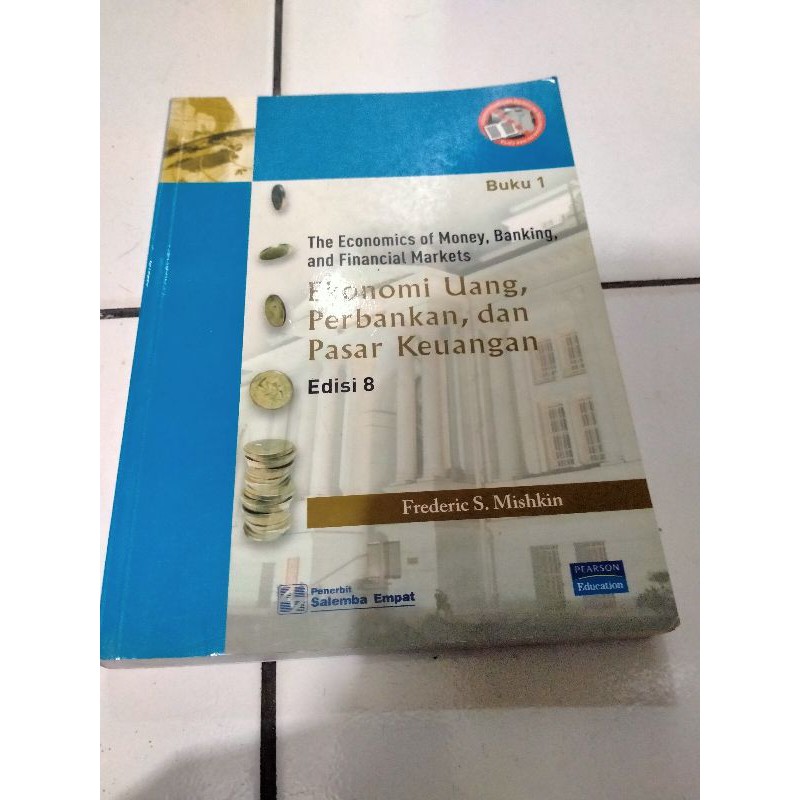 Buku 1
The Economics of Money, Banking,
and Financial Markets
Ekonomi Uang,
Perbankan, dan
Pasar Keuangan
Edisi 8
Frederic S. Mishkin
Penerbit
Salemba Empat
PEARSON
Education